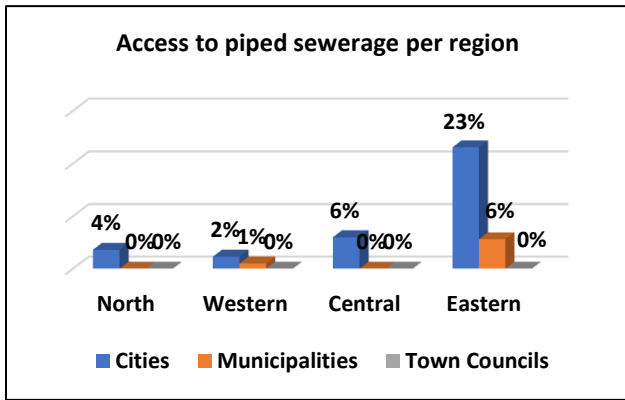 Access to piped sewerage per region
23%
4% 0% 0% 2% 1% 0% 6% 0% 0% 6% 0%
North Western Central Eastern
Cities Municipalities Town Councils